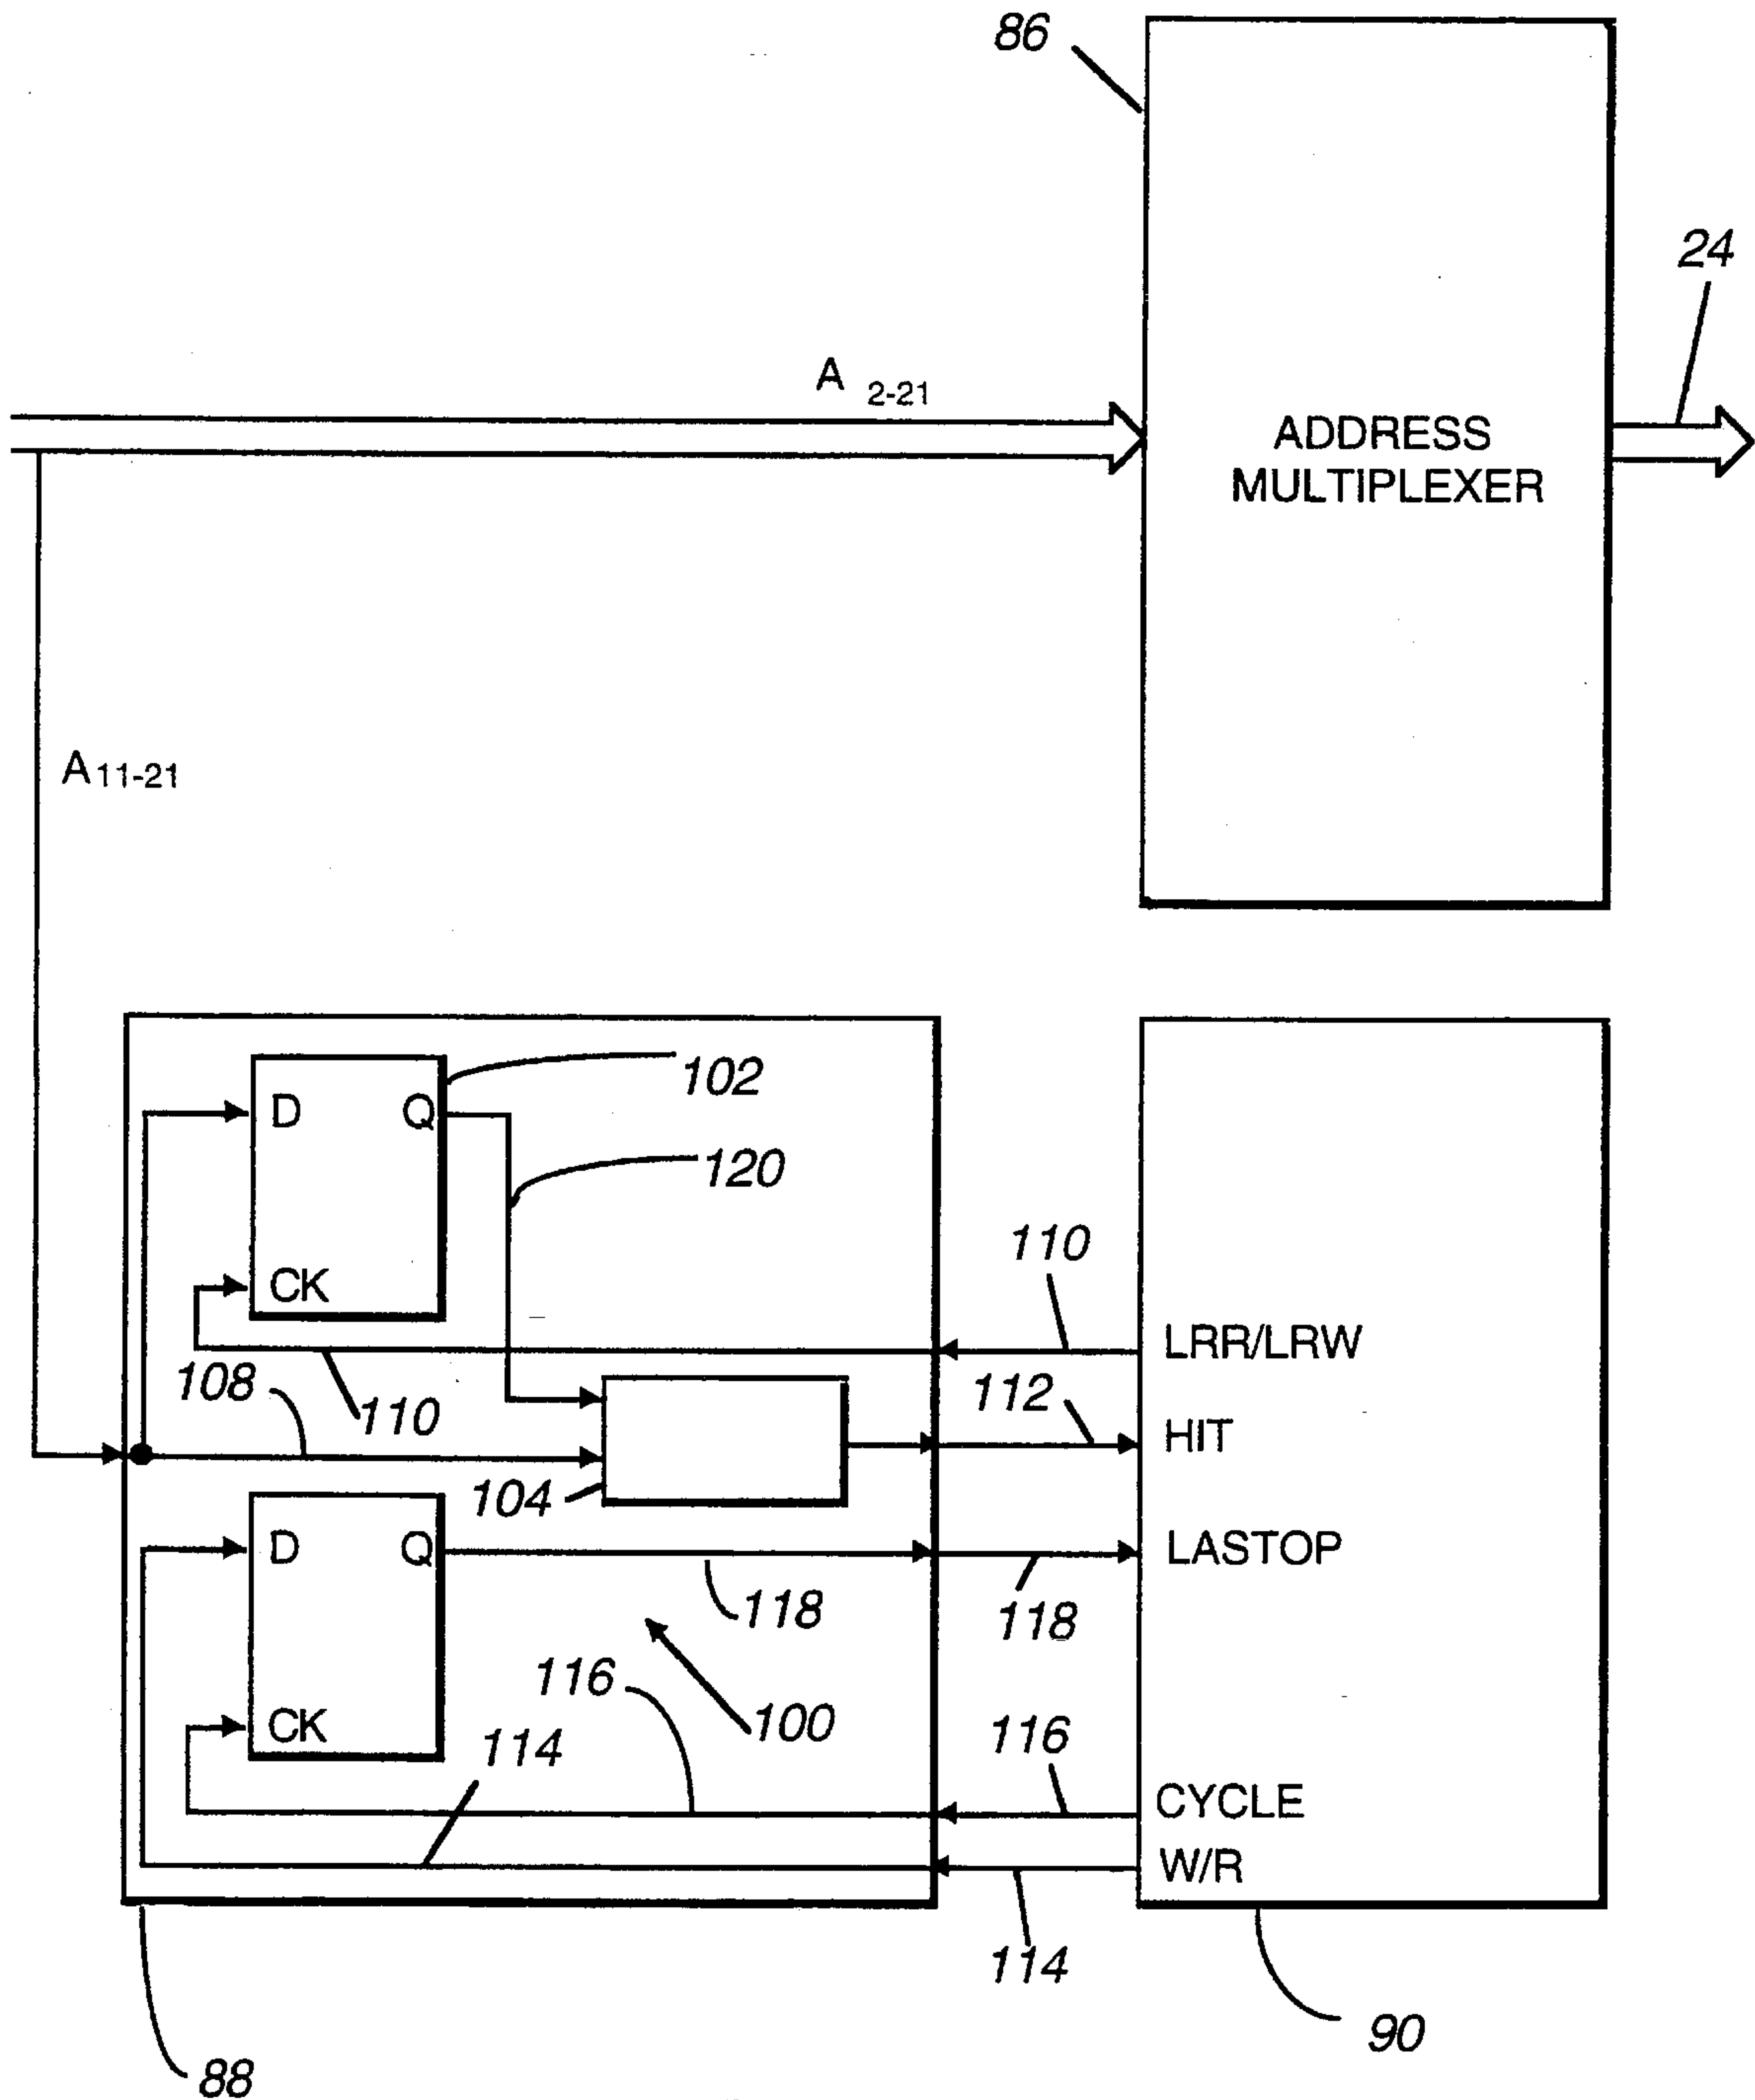 86
24
A 2-21
ADDRESS
MULTIPLEXER
A11-21
102
D Q
120
110
CK
LRR/LRW
108
110
112
HIT
104
D Q
LASTOP
118
118
116
100
116
CK
114
CYCLE
W/R
114
90
88